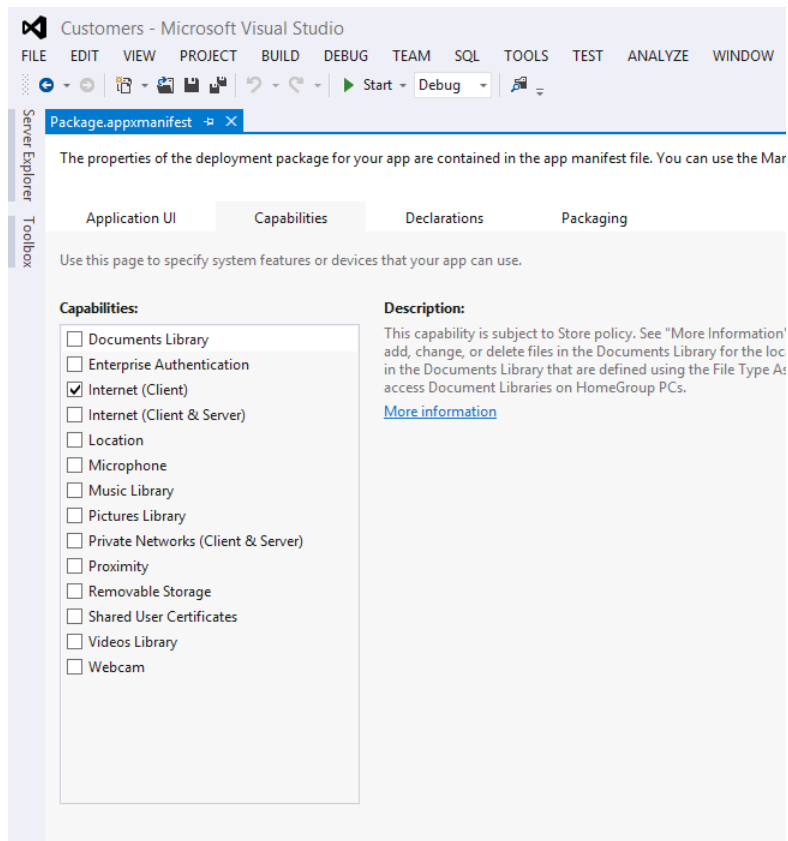 Customers - Microsoft Visual Studio
FILE EDIT VIEW PROJECT BUILD DEBUG TEAM SQL TOOLS TEST ANALYZE WINDOW
Start Debug
Server Explorer
Toolbox
Package.appxmanifest
The properties of the deployment package for your app are contained in the app manifest file. You can use the Mar
Application UI Capabilities Declarations Packaging
Use this page to specify system features or devices that your app can use.
Capabilities:
Documents Library
Enterprise Authentication
Internet (Client)
Internet (Client & Server)
Location
Microphone
Music Library
Pictures Library
Private Networks (Client & Server)
Proximity
Removable Storage
Shared User Certificates
Videos Library
Webcam
Description:
This capability is subject to Store policy. See "More Information"
add, change, or delete files in the Documents Library for the loc
in the Documents Library that are defined using the File Type As
access Document Libraries on HomeGroup PCs.
More information